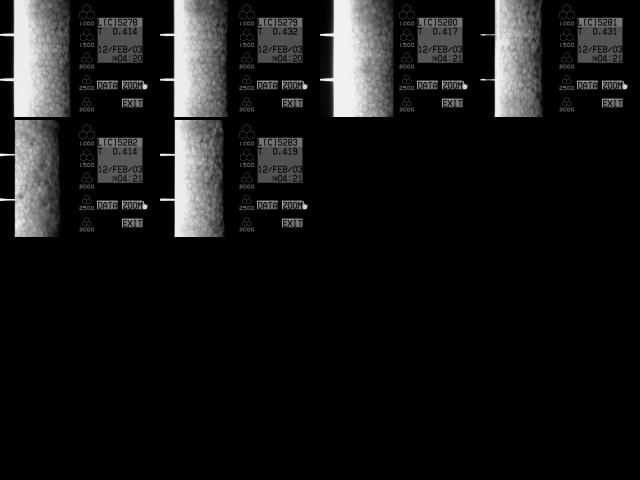 L(C)5278
T 0.414
12/FEB/03
PM04:20
1000
1500
2000
2500
3000
DATA ZOOM
EXIT
L(C)5279
T 0.432
12/FEB/03
PM04:20
1000
1500
2000
2500
3000
DATA ZOOM
EXIT
L(C)5280
T 0.417
12/FEB/03
PM04:21
1000
1500
2000
2500
3000
DATA ZOOM
EXIT
L(C)5281
T 0.431
12/FEB/03
PM04:21
1000
1500
2000
2500
3000
DATA ZOOM
EXIT
L(C)5282
T 0.414
12/FEB/03
PM04:21
1000
1500
2000
2500
3000
DATA ZOOM
EXIT
L(C)5283
T 0.419
12/FEB/03
PM04:21
1000
1500
2000
2500
3000
DATA ZOOM
EXIT